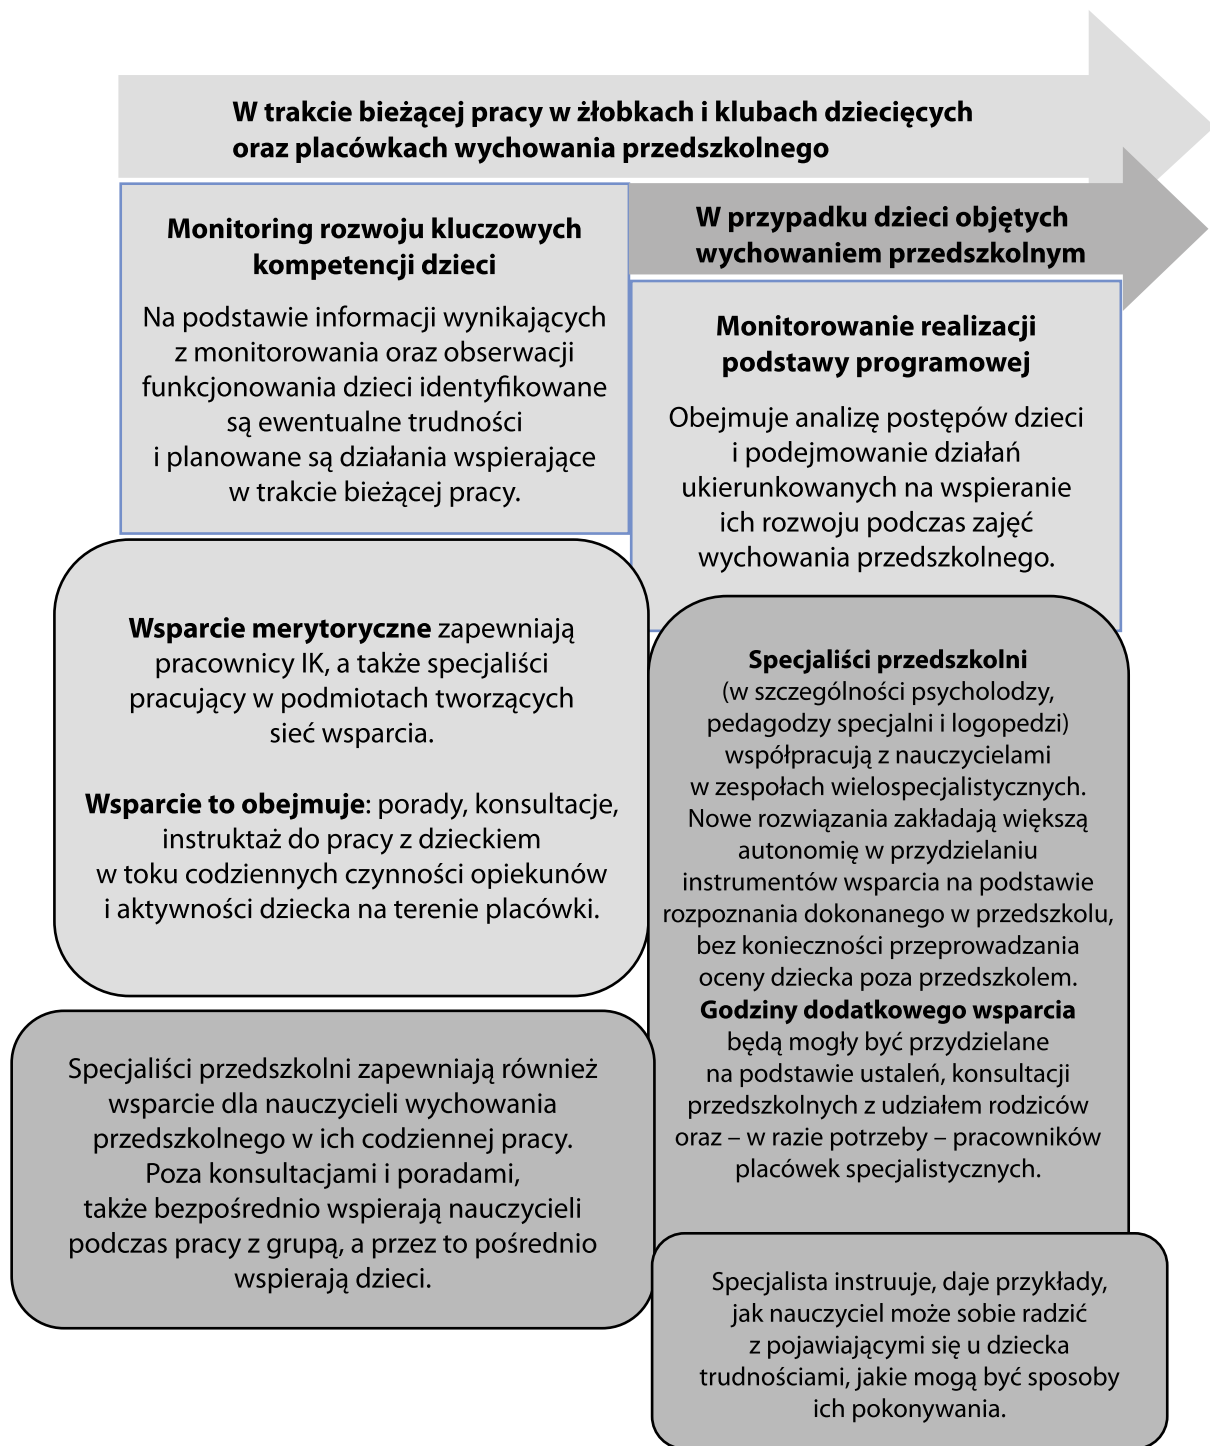 W trakcie bieżącej pracy w żłobkach i klubach dziecięcych
oraz placówkach wychowania przedszkolnego
Monitoring rozwoju kluczowych
kompetencji dzieci
Na podstawie informacji wynikających
z monitorowania oraz obserwacji
funkcjonowania dzieci identyfikowane
są ewentualne trudności
i planowane są działania wspierające
w trakcie bieżącej pracy.
W przypadku dzieci objętych
wychowaniem przedszkolnym
Monitorowanie realizacji
podstawy programowej
Obejmuje analizę postępów dzieci
i podejmowanie działań
ukierunkowanych na wspieranie
ich rozwoju podczas zajęć
wychowania przedszkolnego.
Wsparcie merytoryczne zapewniają
pracownicy IK, a także specjaliści
pracujący w podmiotach tworzących
sieć wsparcia.
Wsparcie to obejmuje: porady, konsultacje,
instruktaż do pracy z dzieckiem
w toku codziennych czynności opiekunów
i aktywności dziecka na terenie placówki.
Specjaliści przedszkolni
(w szczególności psycholodzy,
pedagodzy specjalni i logopedzi)
współpracują z nauczycielami
w zespołach wielospecjalistycznych.
Nowe rozwiązania zakładają większą
autonomię w przydzielaniu
instrumentów wsparcia na podstawie
rozpoznania dokonanego w przedszkolu,
bez konieczności przeprowadzania
oceny dziecka poza przedszkolem.
Godziny dodatkowego wsparcia
będą mogły być przydzielane
na podstawie ustaleń, konsultacji
przedszkolnych z udziałem rodziców
oraz – w razie potrzeby – pracowników
placówek specjalistycznych.
Specjaliści przedszkolni zapewniają również
wsparcie dla nauczycieli wychowania
przedszkolnego w ich codziennej pracy.
Poza konsultacjami i poradami,
także bezpośrednio wspierają nauczycieli
podczas pracy z grupą, a przez to pośrednio
wspierają dzieci.
Specjalista instruuje, daje przykłady,
jak nauczyciel może sobie radzić
z pojawiającymi się u dziecka
trudnościami, jakie mogą być sposoby
ich pokonywania.